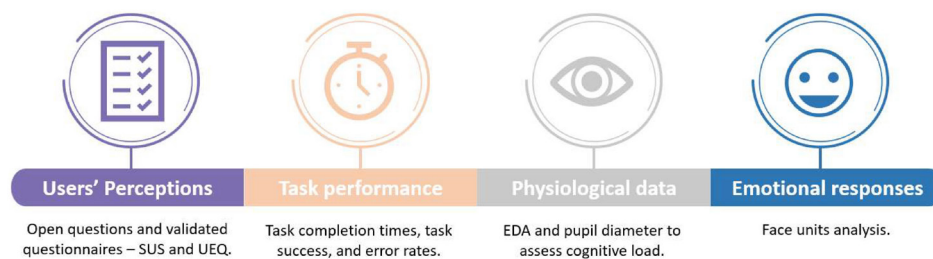 Users' Perceptions
Open questions and validated
questionnaires – SUS and UEQ.
Task performance
Task completion times, task
success, and error rates.
Physiological data
EDA and pupil diameter to
assess cognitive load.
Emotional responses
Face units analysis.